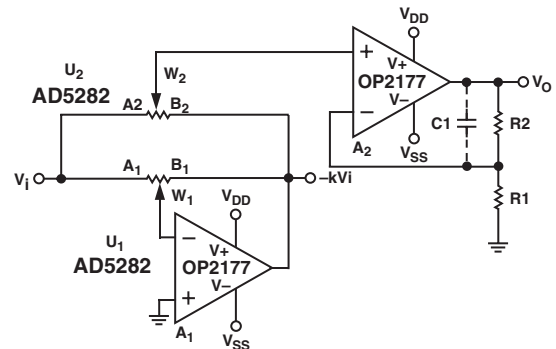 VDD
U2
AD5282
W2
+
V+
OP2177
VO
A2
B2
−
V−
C1
R2
A2
VSS
Vi
A1
B1
−kVi
W1
VDD
R1
U1
AD5282
−
V+
OP2177
V−
+
A1
VSS